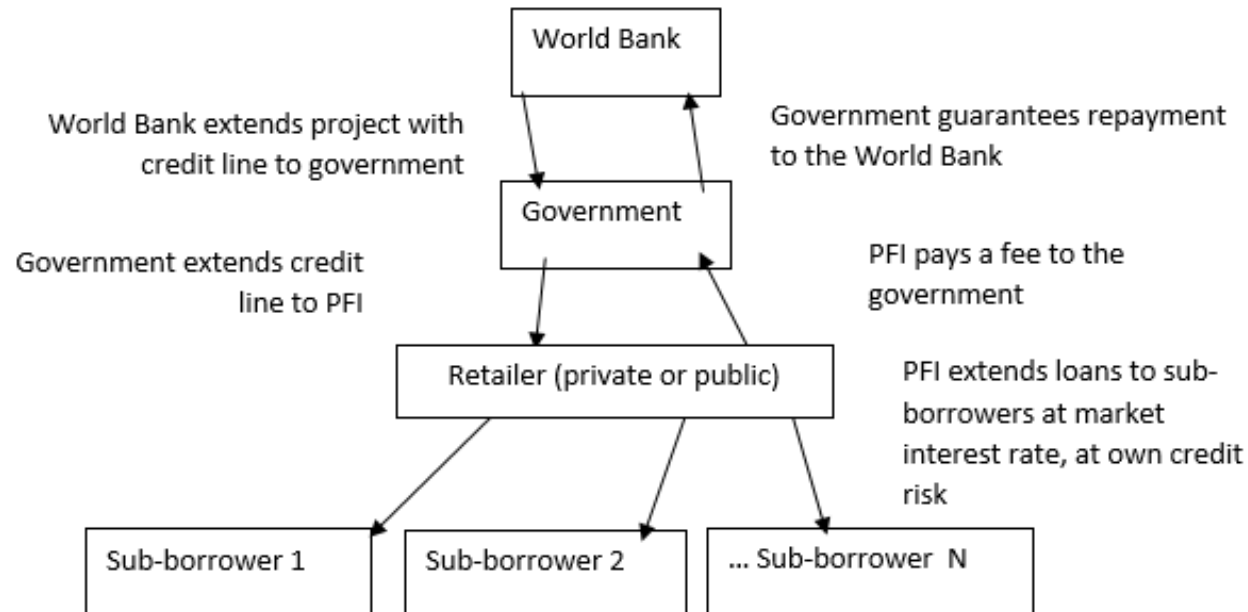 World Bank
World Bank extends project with
credit line to government
Government guarantees repayment
to the World Bank
Government
Government extends credit
line to PFI
PFI pays a fee to the
government
Retailer (private or public)
PFI extends loans to sub-
borrowers at market
interest rate, at own credit
risk
Sub-borrower 1
Sub-borrower 2
... Sub-borrower N